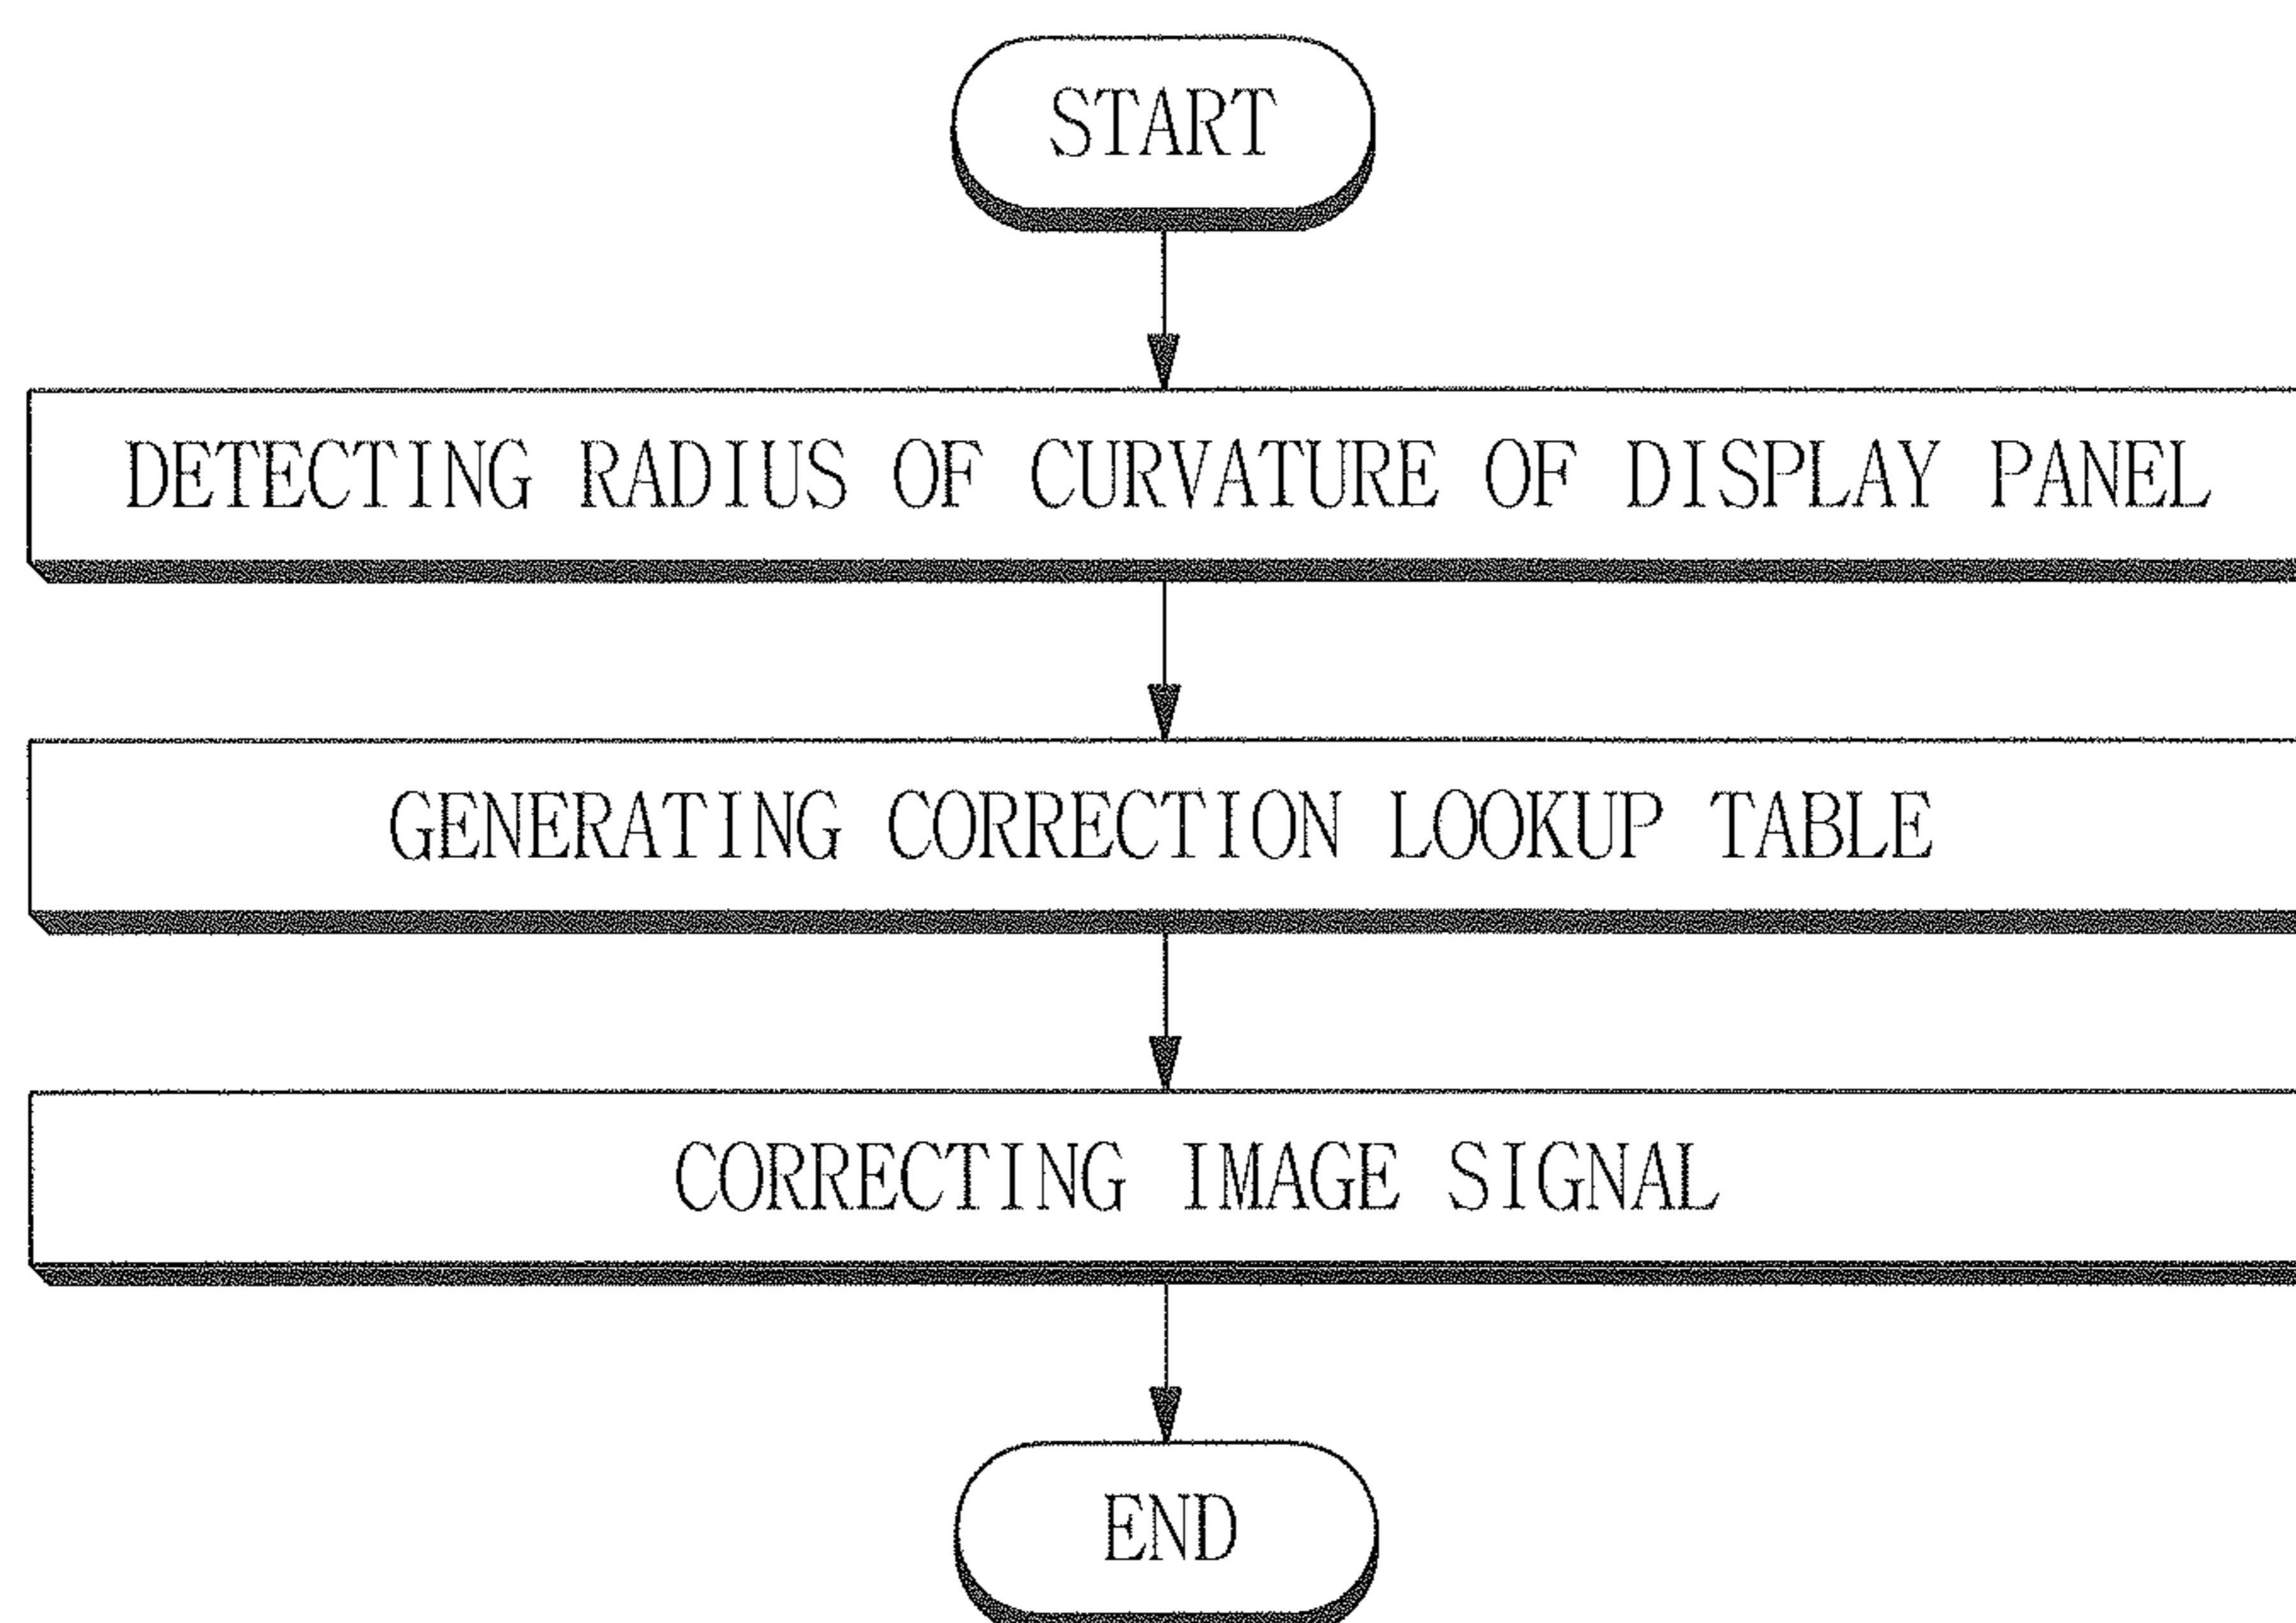 START
DETECTING RADIUS OF CURVATURE OF DISPLAY PANEL
GENERATING CORRECTION LOOKUP TABLE
CORRECTING IMAGE SIGNAL
END